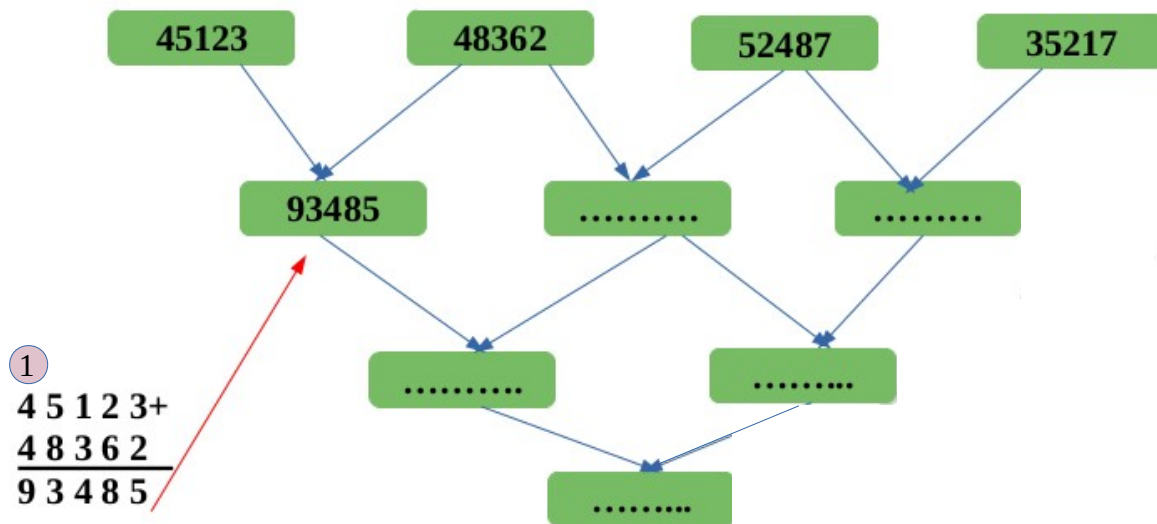 45123 48362 52487 35217
93485 .......... .........
1
.......... .........
4 5 1 2 3+
4 8 3 6 2
9 3 4 8 5
.........